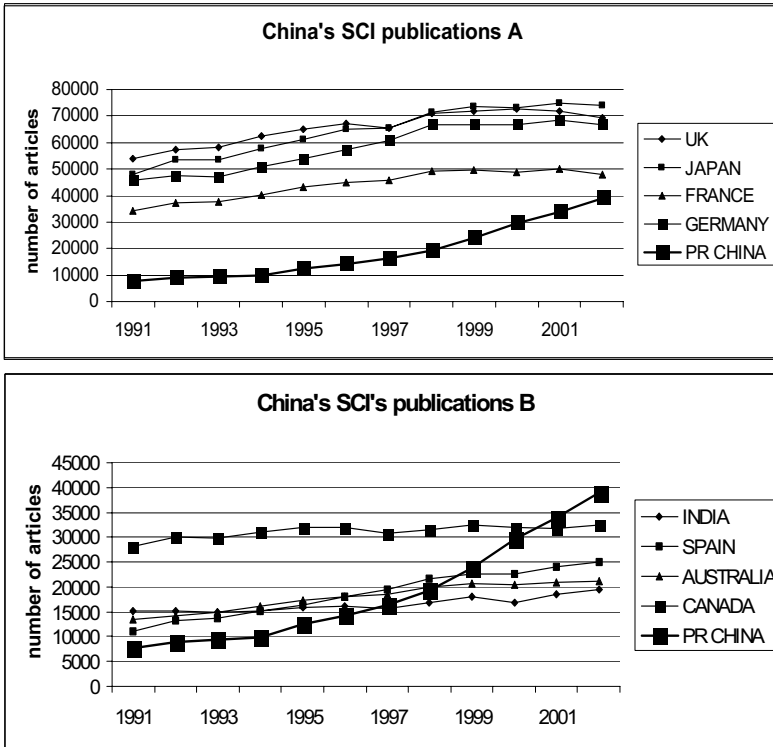 China's SCI publications A
number of articles
80000
70000
60000
50000
40000
30000
20000
10000
0
1991 1993 1995 1997 1999 2001
UK
JAPAN
FRANCE
GERMANY
PR CHINA
China's SCI's publications B
number of articles
45000
40000
35000
30000
25000
20000
15000
10000
5000
0
1991 1993 1995 1997 1999 2001
INDIA
SPAIN
AUSTRALIA
CANADA
PR CHINA